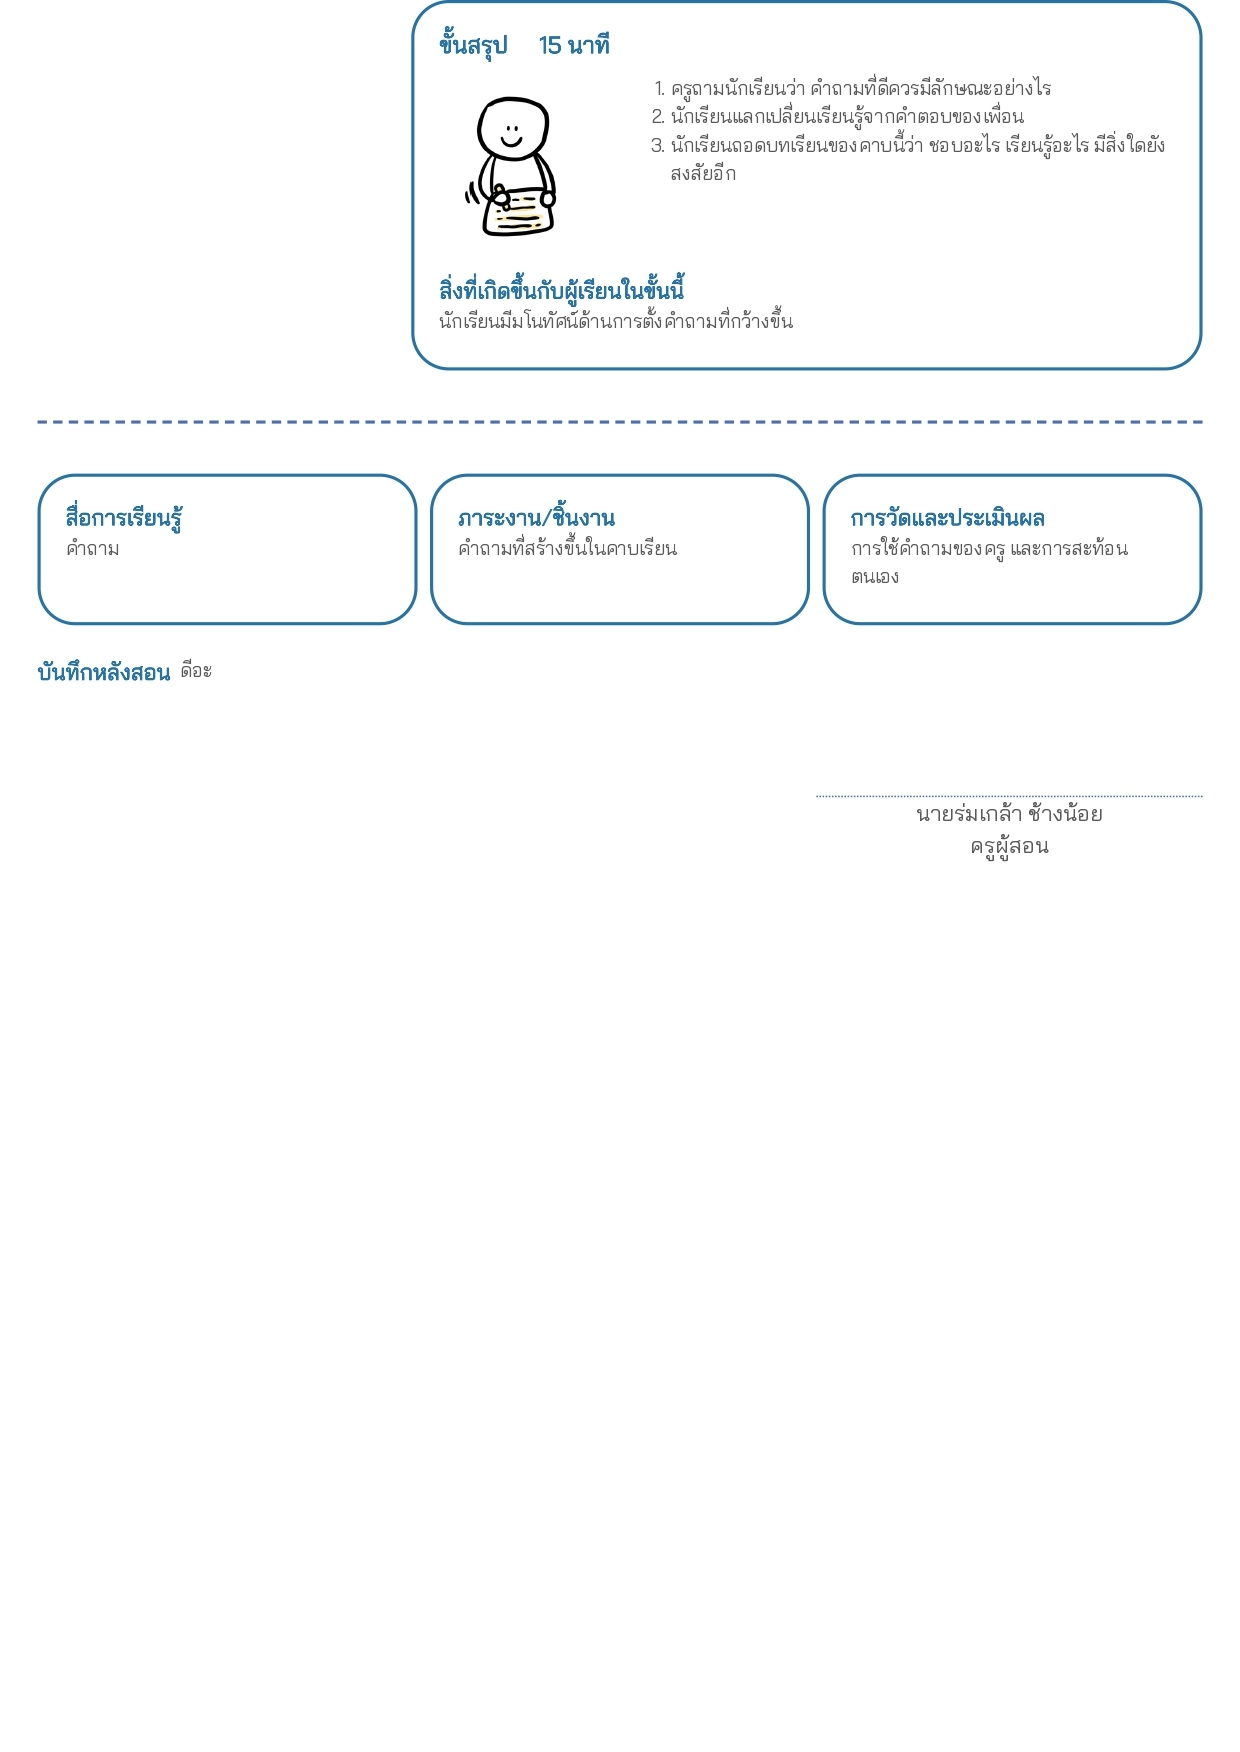 ขั้นสรุป 15 นาที
1. ครูถามนักเรียนว่า คำถามที่ดีควรมีลักษณะอย่างไร
2. นักเรียนแลกเปลี่ยนเรียนรู้จากคำตอบของเพื่อน
3. นักเรียนถอดบทเรียนของคาบนี้ว่า ชอบอะไร เรียนรู้อะไร มีสิ่งใดยัง
สงสัยอีก
สิ่งที่เกิดขึ้นกับผู้เรียนในขั้นนี้
นักเรียนมีมโนทัศน์ด้านการตั้งคำถามที่กว้างขึ้น
สื่อการเรียนรู้
คำถาม
ภาระงาน/ชิ้นงาน
คำถามที่สร้างขึ้นในคาบเรียน
การวัดและประเมินผล
การใช้คำถามของครู และการสะท้อน
ตนเอง
บันทึกหลังสอน ดีอะ
นายร่มเกล้า ช้างน้อย
ครูผู้สอน